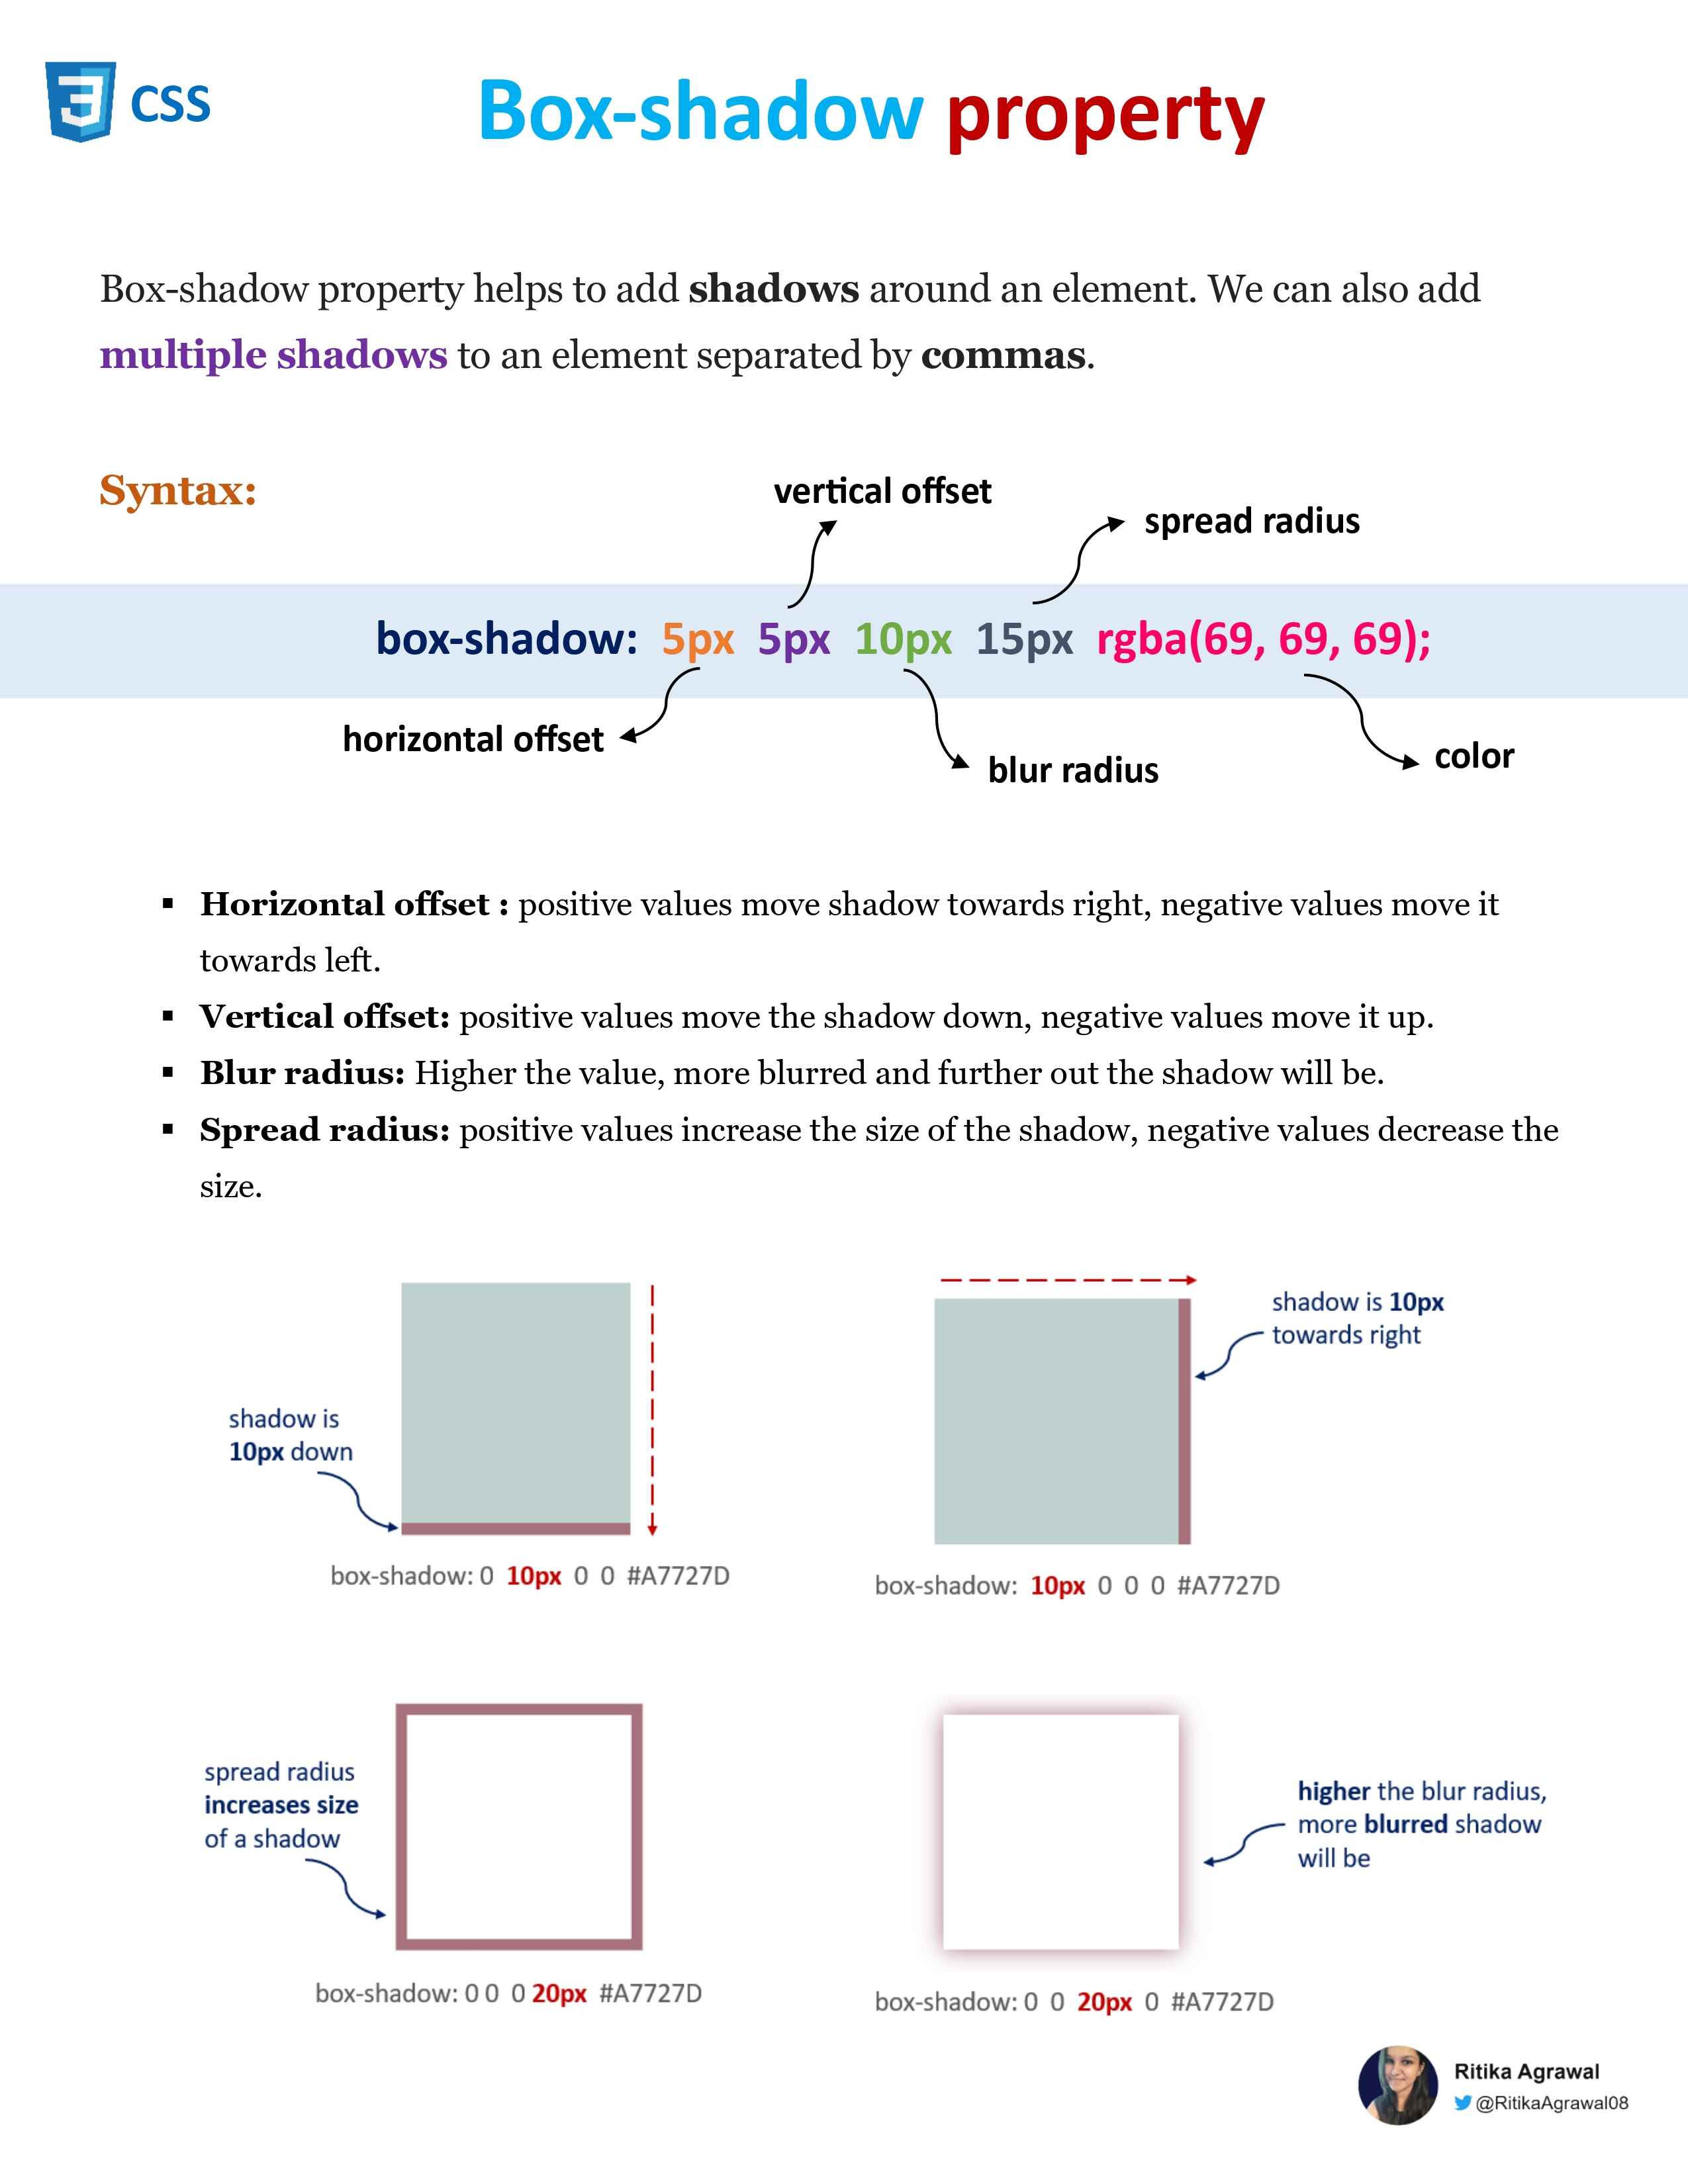 CSS
Box-shadow property
Box-shadow property helps to add shadows around an element. We can also add
multiple shadows to an element separated by commas.
Syntax:
vertical offset
spread radius
box-shadow: 5px 5px 10px 15px rgba(69, 69, 69);
horizontal offset
blur radius
color
▪ Horizontal offset : positive values move shadow towards right, negative values move it
towards left.
▪ Vertical offset: positive values move the shadow down, negative values move it up.
▪ Blur radius: Higher the value, more blurred and further out the shadow will be.
▪ Spread radius: positive values increase the size of the shadow, negative values decrease the
size.
shadow is
10px down
box-shadow: 0 10px 0 0 #A7727D
shadow is 10px
towards right
box-shadow: 10px 0 0 0 #A7727D
spread radius
increases size
of a shadow
box-shadow: 0 0 0 20px #A7727D
higher the blur radius,
more blurred shadow
will be
box-shadow: 0 0 20px 0 #A7727D
Ritika Agrawal
@RitikaAgrawal08